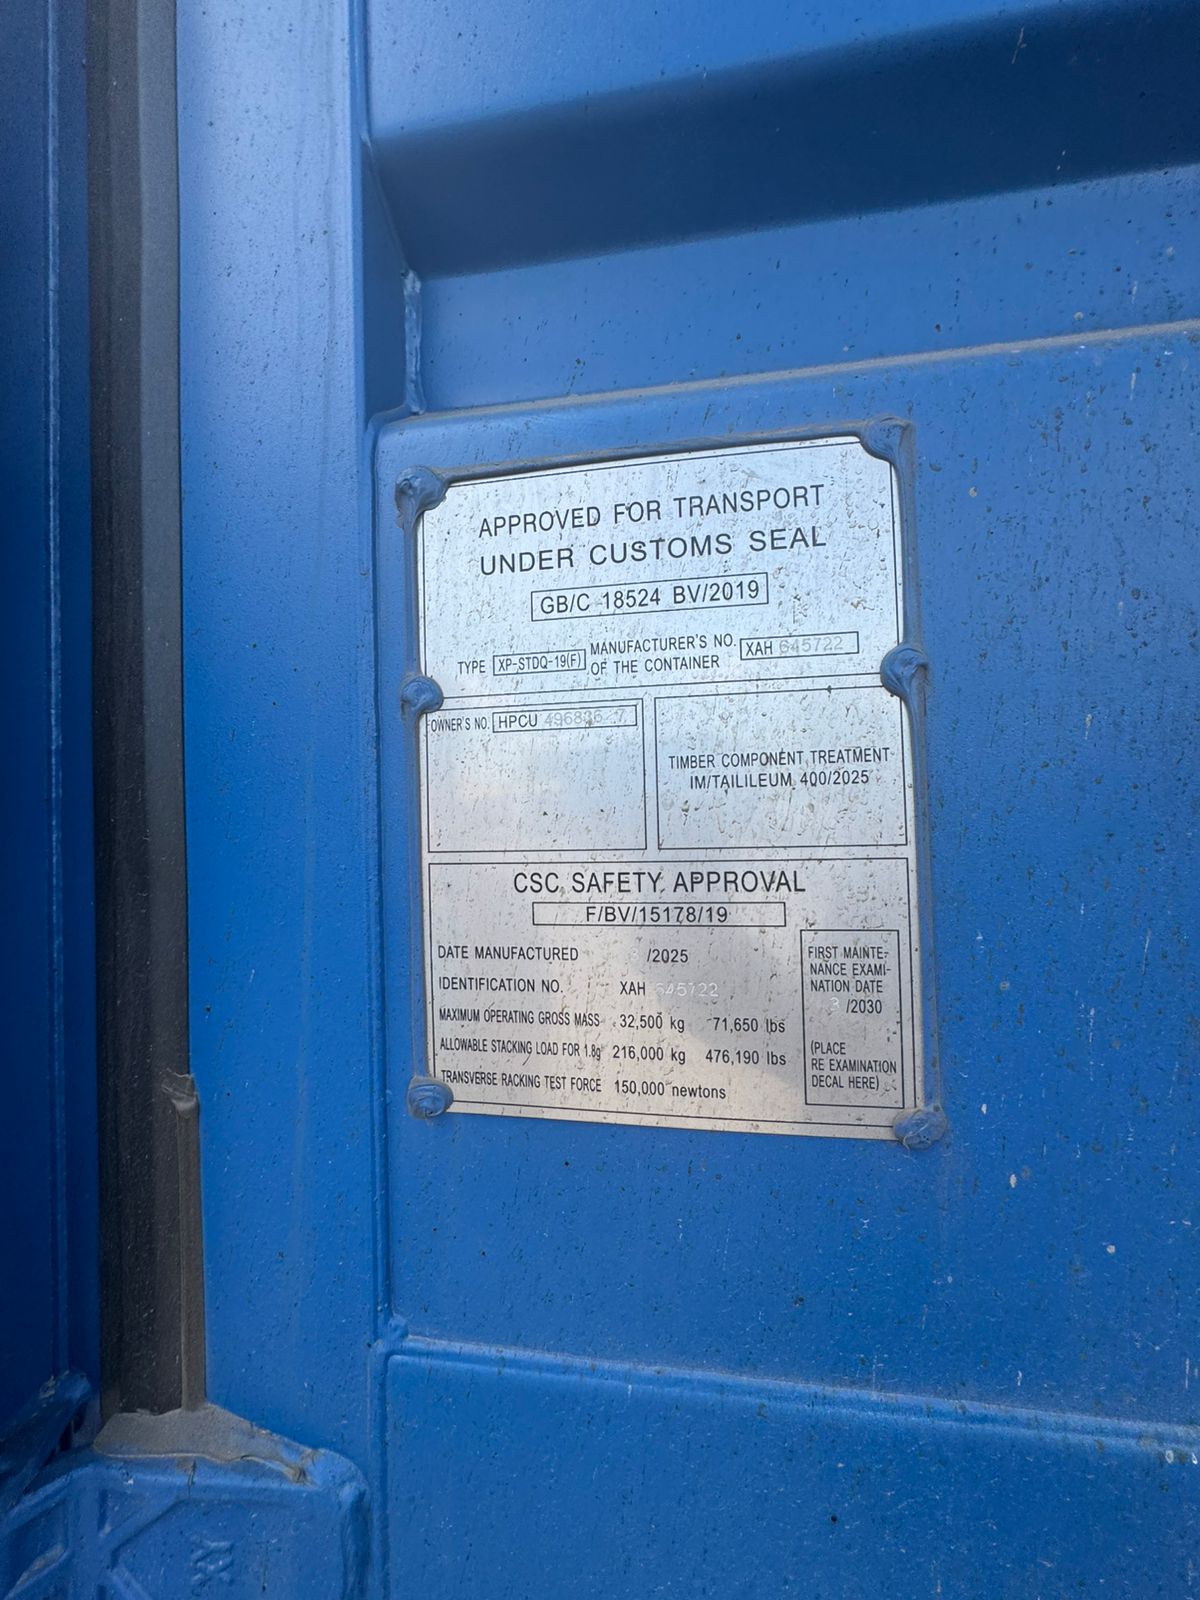 APPROVED FOR TRANSPORT
UNDER CUSTOMS SEAL
GB/C 18524 BV/2019
TYPE XP-STDQ-19(F) MANUFACTURER'S NO. OF THE CONTAINER XAH 645722
OWNER'S NO. HPCU
TIMBER COMPONENT TREATMENT
IM/TAILILEUM 400/2025
CSC SAFETY APPROVAL
F/BV/15178/19
DATE MANUFACTURED /2025
IDENTIFICATION NO. XAH 645722
MAXIMUM OPERATING GROSS MASS 32,500 kg 71,650 lbs
ALLOWABLE STACKING LOAD FOR 1.8g 216,000 kg 476,190 lbs
TRANSVERSE RACKING TEST FORCE 150,000 newtons
FIRST MAINTE-
NANCE EXAMI-
NATION DATE
3 /2030
(PLACE
RE EXAMINATION
DECAL HERE)